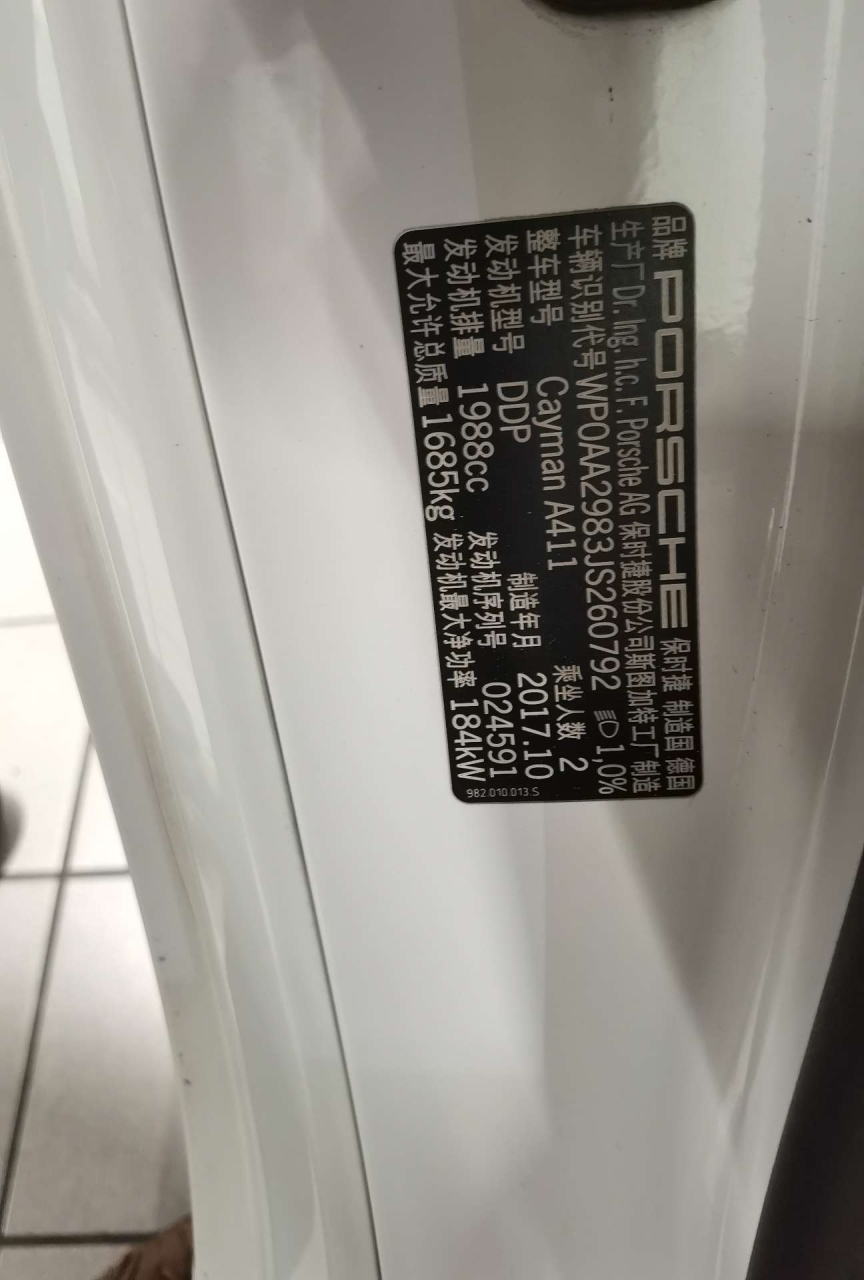 品牌 PORSCHE 保时捷 制造国 德国
生产厂 Dr. Ing. h.c. F. Porsche AG 保时捷股份公司斯图加特工厂 制造
车辆识别代号 WP0AA2983JS260792 1,0%
整车型号 Cayman A411 乘坐人数 2
发动机型号 DDP 制造年月 2017.10
发动机排量 1988cc 发动机序列号 024591
最大允许总质量 1685kg 发动机最大净功率 184kW
982.010.013.S